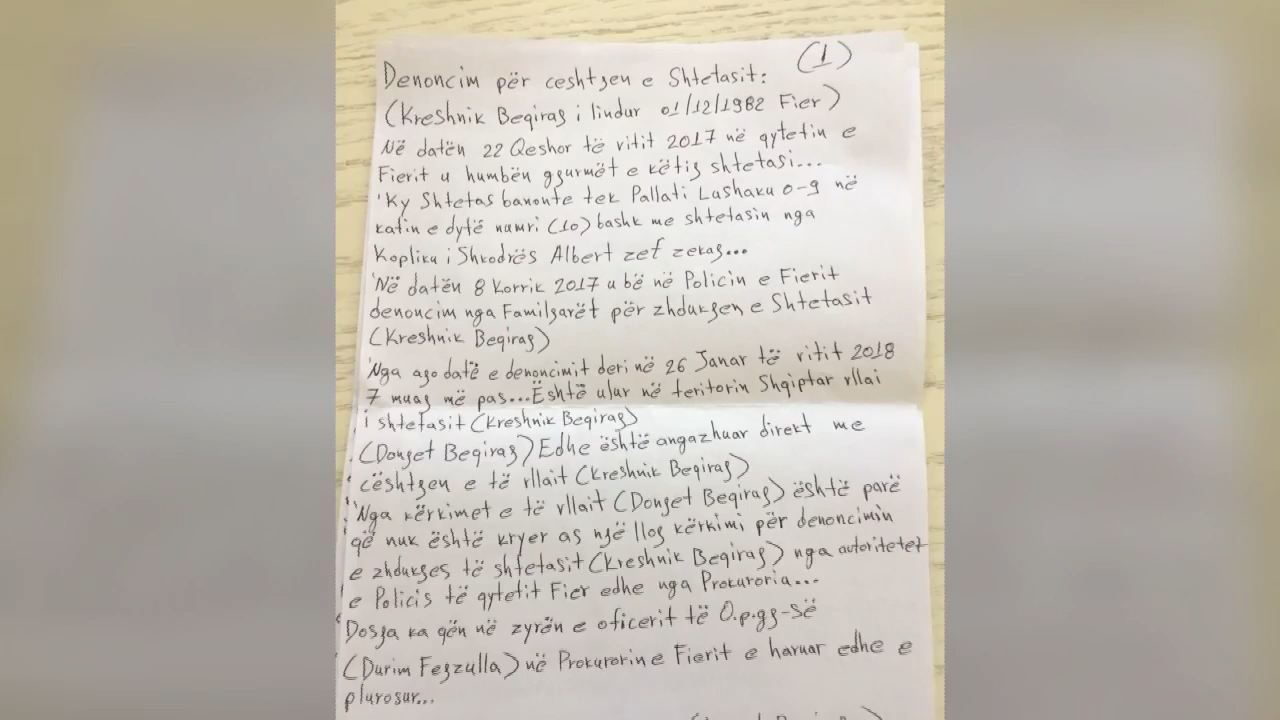 (1)
Denoncim për ceshtjen e Shtetasit:
(Kreshnik Beqiraj i lindur 01/12/1982 Fier)
Në datën 22 Qeshor të vitit 2017 në qytetin e
Fierit u humbën gjurmët e këtij shtetasi...
'Ky Shtetas banonte tek Pallati Lushaku 0-9 në
katin e dytë numri (10) bashk me shtetasin nga
Kopliku i Shkodrës Albert zef zekaj...
'Në datën 8 Korrik 2017 u bë në Policin e Fierit
denoncim nga Familjarët për zhdukjen e Shtetasit
(Kreshnik Beqiraj)
'Nga ajo datë e denoncimit deri në 26 Janar të vitit 2018
7 muaj më pas...Është ulur në teritorin Shqiptar vllai
i shtetasit (Kreshnik Beqiraj)
(Donjet Beqiraj) Edhe është angazhuar direkt me
cështjen e të vllait (Kreshnik Beqiraj)
'Nga kërkimet e të vllait (Donjet Beqiraj) është parë
që nuk është kryer as një lloj kërkimi për denoncimin
e zhdukjes të shtetasit (Kreshnik Beqiraj) nga autoritetet
e Policis të qytetit Fier edhe nga Prokuroria...
Dosja ka qën në zyrën e oficerit të O.p.gj-së
(Durim Fejzulla) në Prokurorin e Fierit e haruar edhe e
plurosur...